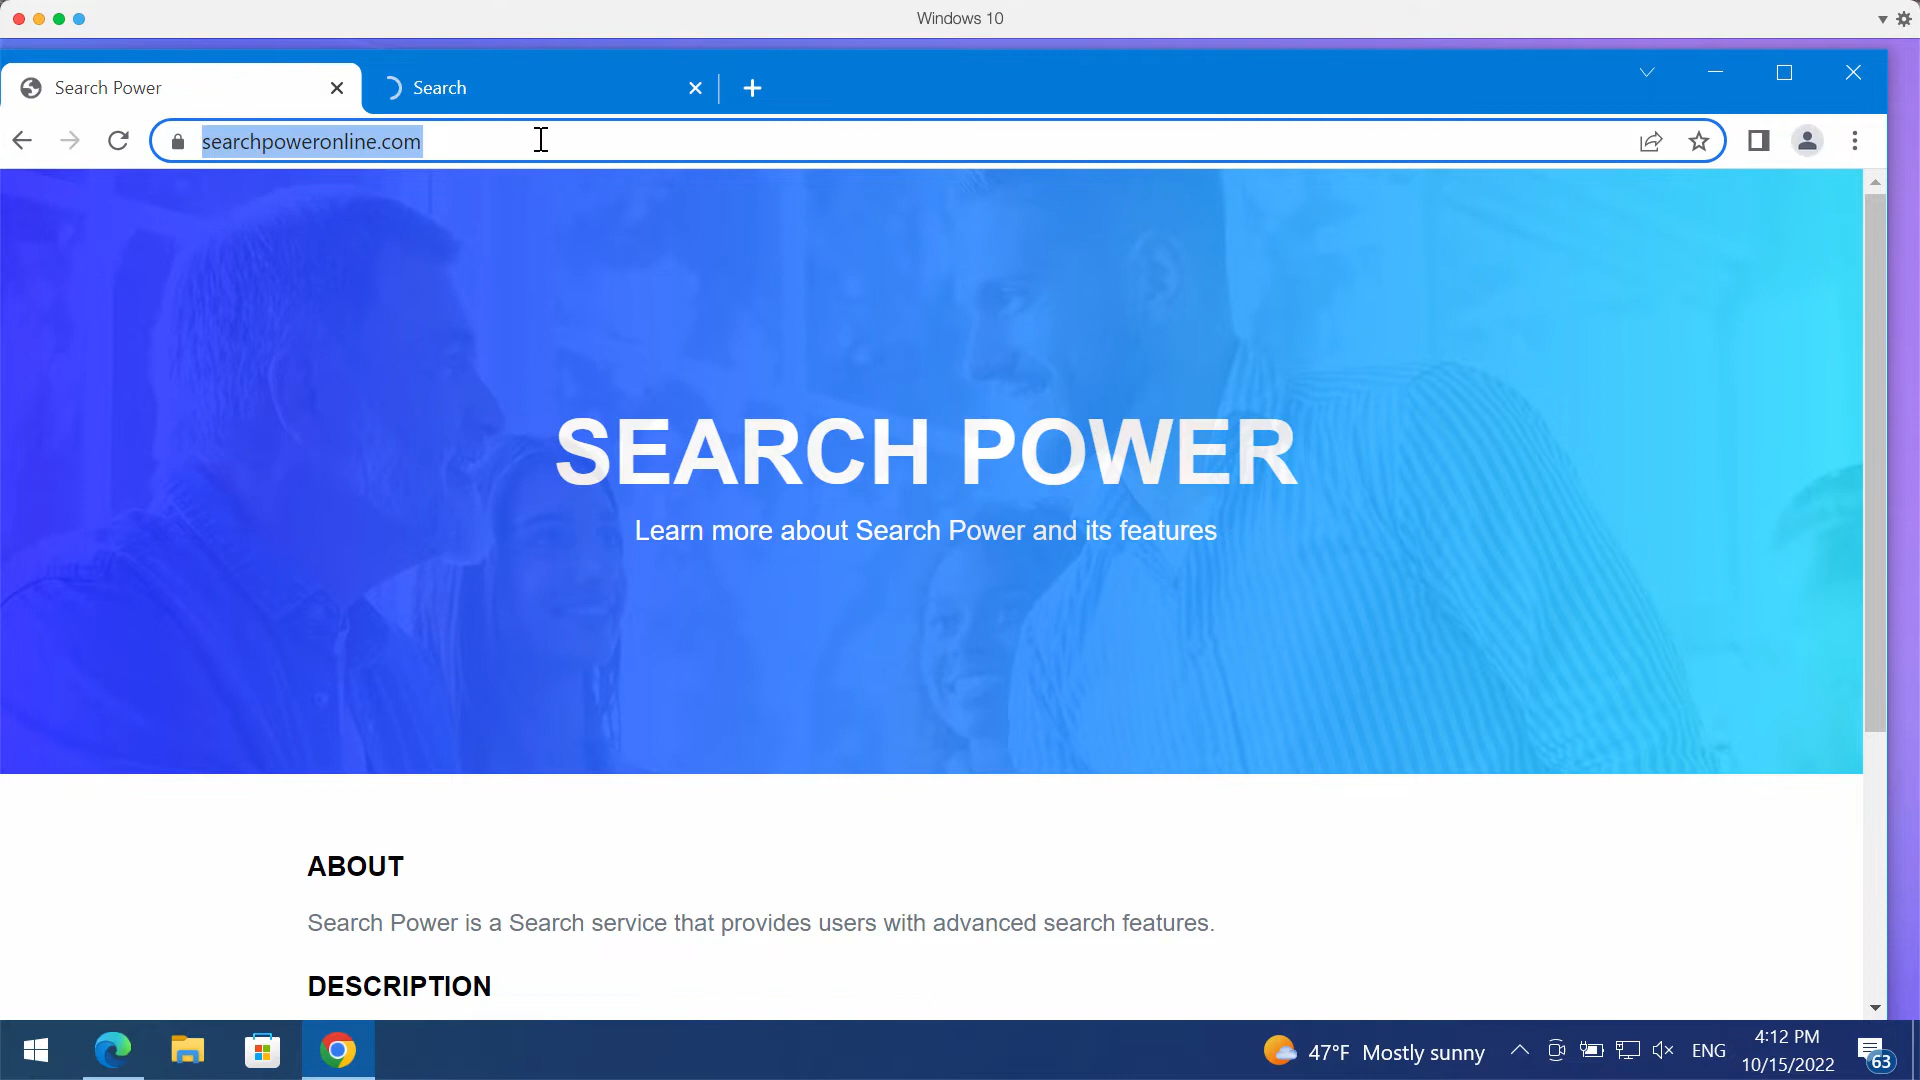 Windows 10
Search Power
Search
searchpoweronline.com
SEARCH POWER
Learn more about Search Power and its features
ABOUT
Search Power is a Search service that provides users with advanced search features.
DESCRIPTION
47°F Mostly sunny
ENG
4:12 PM
10/15/2022
63